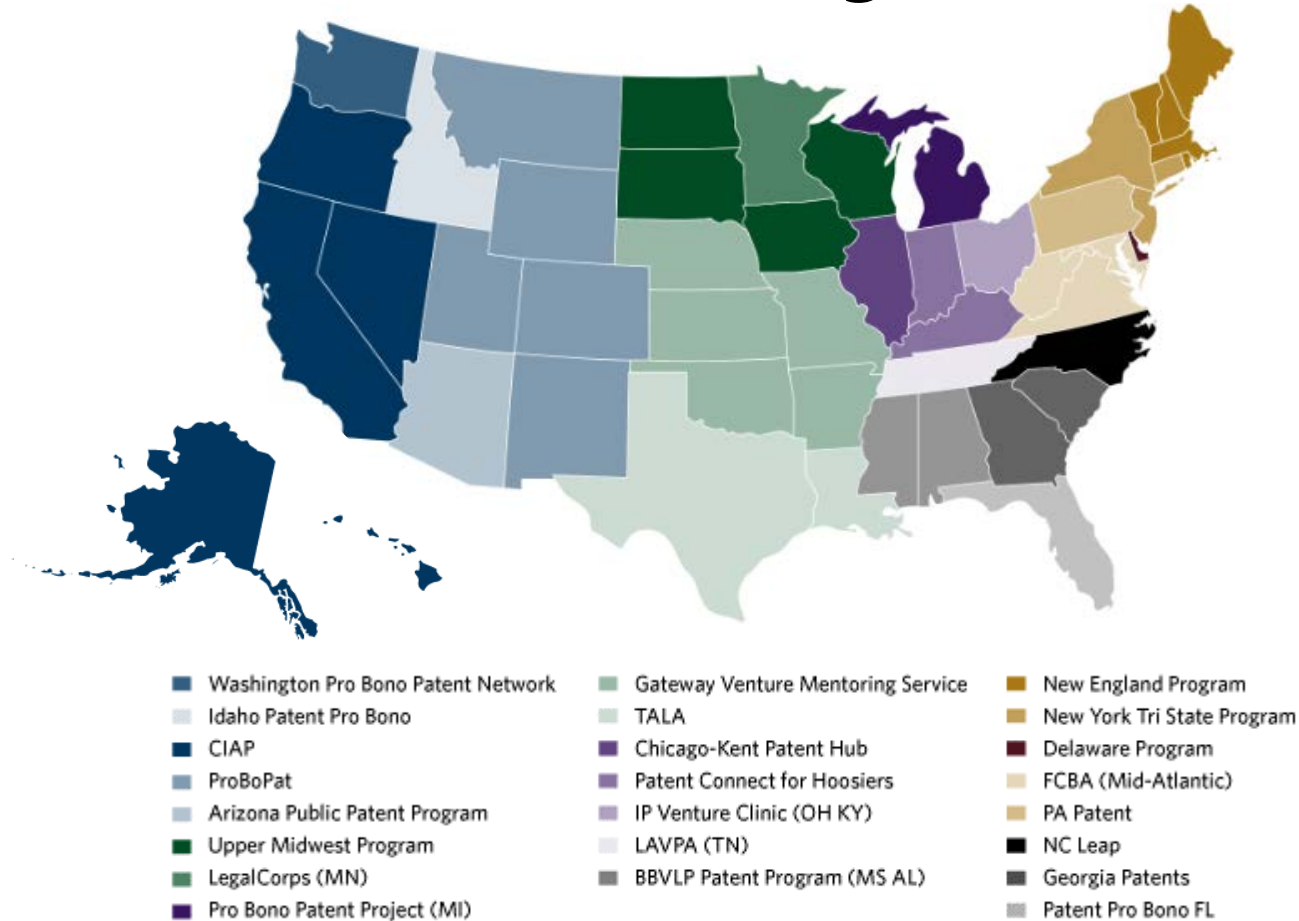 Washington Pro Bono Patent Network
Idaho Patent Pro Bono
CIAP
ProBoPat
Arizona Public Patent Program
Upper Midwest Program
LegalCorps (MN)
Pro Bono Patent Project (MI)
Gateway Venture Mentoring Service
TALA
Chicago-Kent Patent Hub
Patent Connect for Hoosiers
IP Venture Clinic (OH KY)
LAVPA (TN)
BBVLP Patent Program (MS AL)
New England Program
New York Tri State Program
Delaware Program
FCBA (Mid-Atlantic)
PA Patent
NC Leap
Georgia Patents
Patent Pro Bono FL